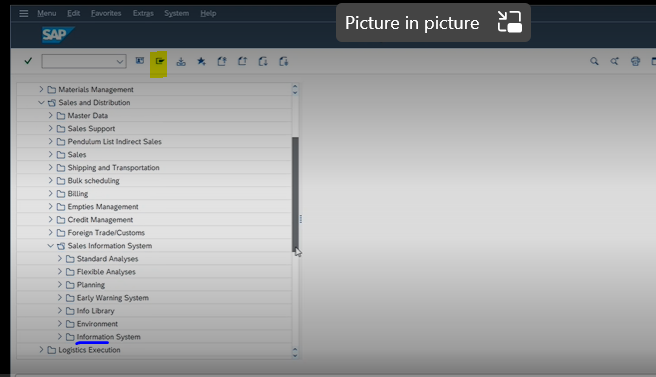 Picture in picture
Menu Edit Favorites Extras System Help
SAP
Materials Management
Sales and Distribution
Master Data
Sales Support
Pendulum List Indirect Sales
Sales
Shipping and Transportation
Bulk scheduling
Billing
Empties Management
Credit Management
Foreign Trade/Customs
Sales Information System
Standard Analyses
Flexible Analyses
Planning
Early Warning System
Info Library
Environment
Information System
Logistics Execution